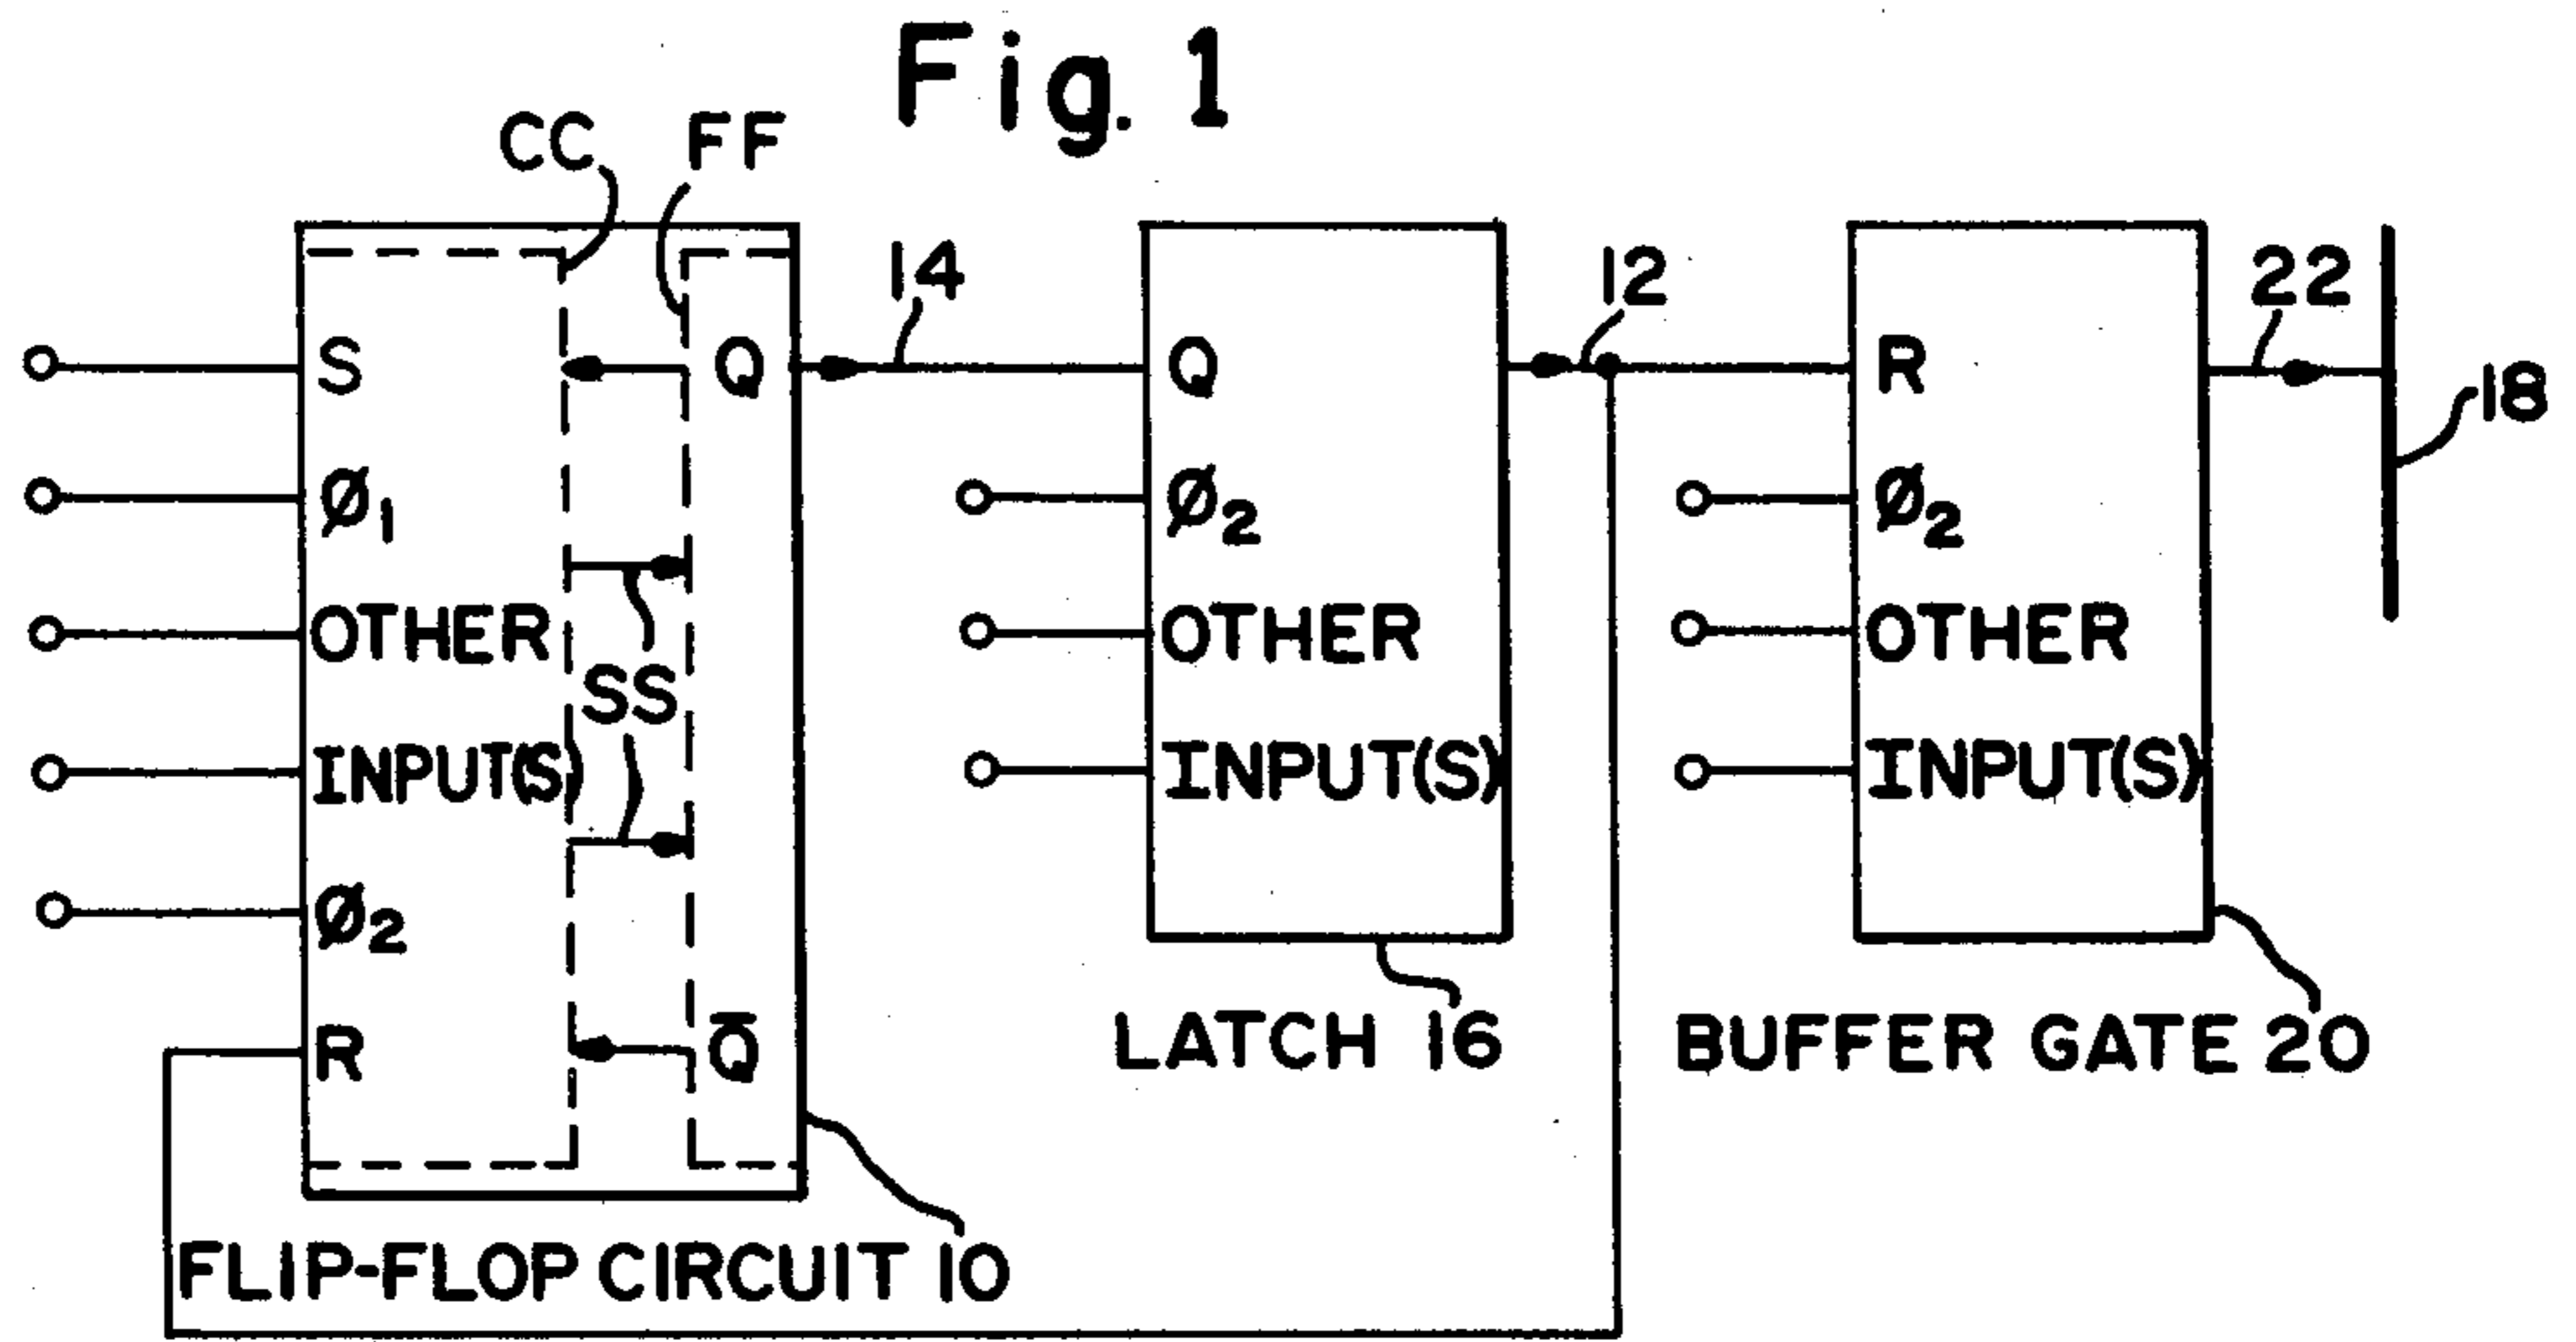 Fig. 1
CC
FF
14
12
22
18
S
Ø1
OTHER
INPUT(S)
Ø2
R
Q
SS
Q̅
FLIP-FLOP CIRCUIT 10
Q
Ø2
OTHER
INPUT(S)
LATCH 16
R
Ø2
OTHER
INPUT(S)
BUFFER GATE 20